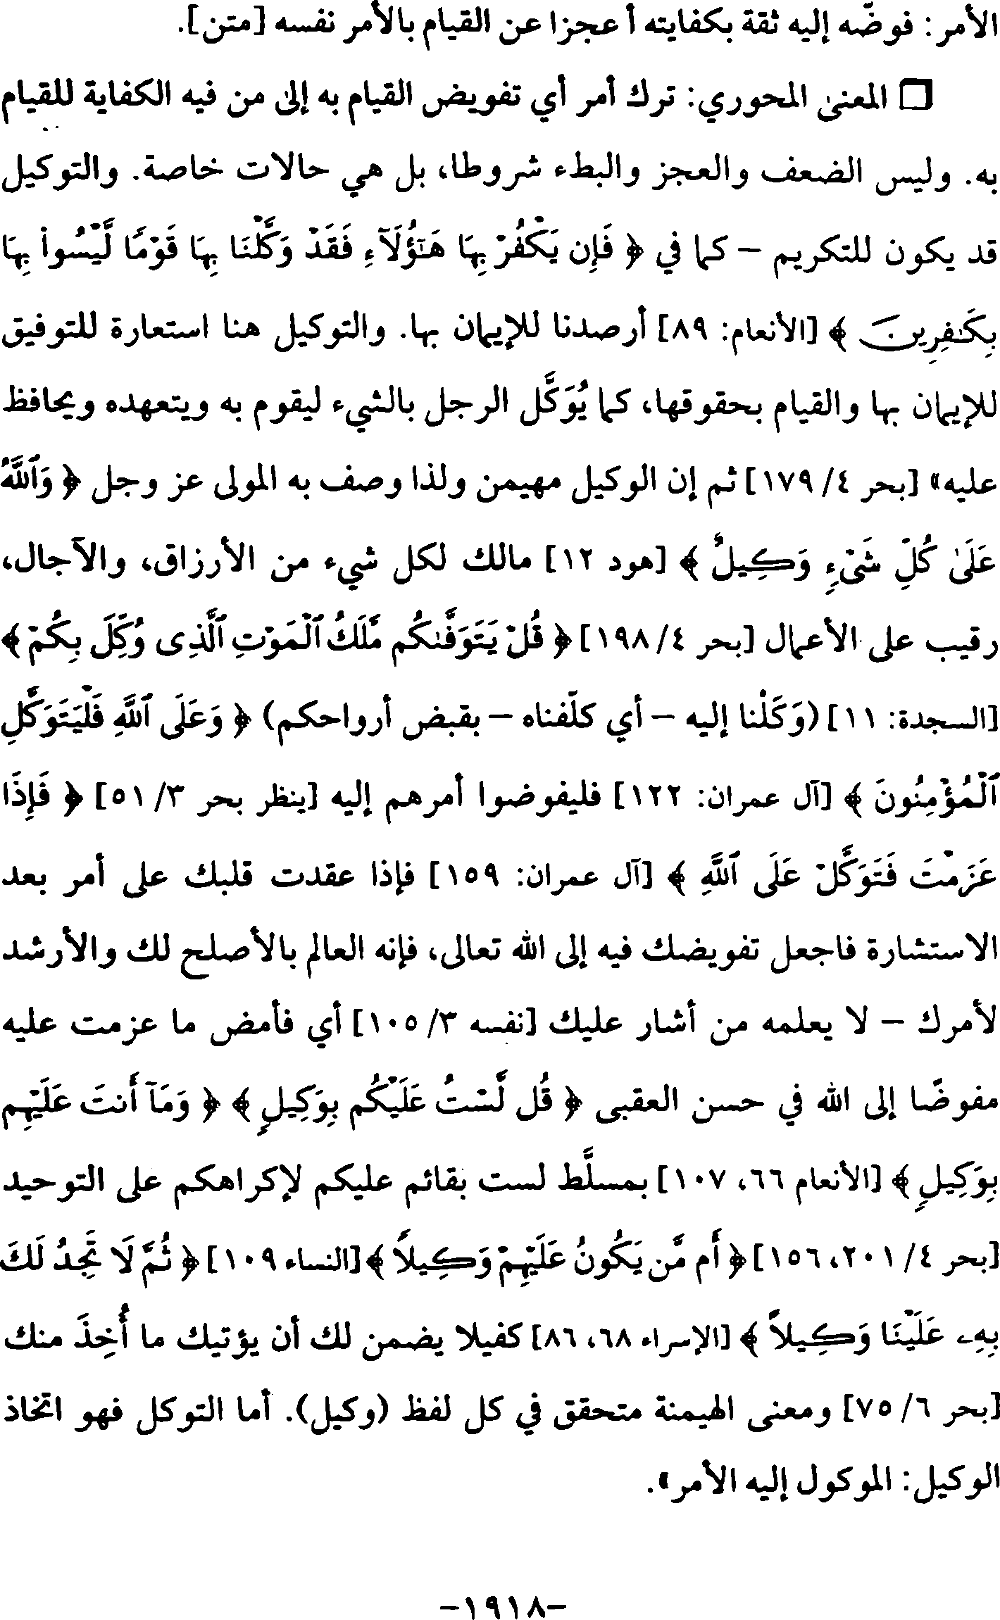 الأمر: فوضّه إليه ثقة بكفايته أ عجزا عن القيام بالأمر نفسه [متن].
❒ المعنىٰ المحوري: ترك أمر أي تفويض القيام به إلىٰ من فيه الكفاية للقيام
به. وليس الضعف والعجز والبطء شروطا، بل هي حالات خاصة. والتوكيل
قد يكون للتكريم – كما في ﴿ فَإِن يَكْفُرْ بِهَا هَـٰٓؤُلَآءِ فَقَدْ وَكَّلْنَا بِهَا قَوْمًا لَّيْسُوا۟ بِهَا
بِكَـٰفِرِينَ ﴾ [الأنعام: ٨٩] أرصدنا للإيمان بها. والتوكيل هنا استعارة للتوفيق
للإيمان بها والقيام بحقوقها، كما يُوَكَّل الرجل بالشيء ليقوم به ويتعهده ويحافظ
عليه» [بحر ٤/ ١٧٩] ثم إن الوكيل مهيمن ولذا وصف به المولى عز وجل ﴿ وَٱللَّهُ
عَلَىٰ كُلِّ شَىْءٍ وَكِيلٌ ﴾ [هود ١٢] مالك لكل شيء من الأرزاق، والآجال،
رقيب على الأعمال [بحر ٤/ ١٩٨] ﴿ قُلْ يَتَوَفَّىٰكُم مَّلَكُ ٱلْمَوْتِ ٱلَّذِى وُكِّلَ بِكُمْ ﴾
[السجدة: ١١] (وَكَلْنا إليه – أي كلّفناه – بقبض أرواحكم) ﴿ وَعَلَى ٱللَّهِ فَلْيَتَوَكَّلِ
ٱلْمُؤْمِنُونَ ﴾ [آل عمران: ١٢٢] فليفوضوا أمرهم إليه [ينظر بحر ٣/ ٥١] ﴿ فَإِذَا
عَزَمْتَ فَتَوَكَّلْ عَلَى ٱللَّهِ ﴾ [آل عمران: ١٥٩] فإذا عقدت قلبك على أمر بعد
الاستشارة فاجعل تفويضك فيه إلى الله تعالى، فإنه العالم بالأصلح لك والأرشد
لأمرك – لا يعلمه من أشار عليك [نفسه ٣/ ١٠٥] أي فأمض ما عزمت عليه
مفوضًا إلى الله في حسن العقبى ﴿ قُل لَّسْتُ عَلَيْكُم بِوَكِيلٍ ﴾ ﴿ وَمَآ أَنتَ عَلَيْهِم
بِوَكِيلٍ ﴾ [الأنعام ٦٦، ١٠٧] بمسلَّط لست بقائم عليكم لإكراهكم على التوحيد
[بحر ٤/ ٢٠١، ١٥٦] ﴿ أَم مَّن يَكُونُ عَلَيْهِمْ وَكِيلًا ﴾ [النساء ١٠٩] ﴿ ثُمَّ لَا تَجِدُ لَكَ
بِهِۦ عَلَيْنَا وَكِيلًا ﴾ [الإسراء ٦٨، ٨٦] كفيلا يضمن لك أن يؤتيك ما أُخِذَ منك
[بحر ٦/ ٧٥] ومعنى الهيمنة متحقق في كل لفظ (وكيل). أما التوكل فهو اتخاذ
الوكيل: الموكول إليه الأمر».
-١٩١٨-